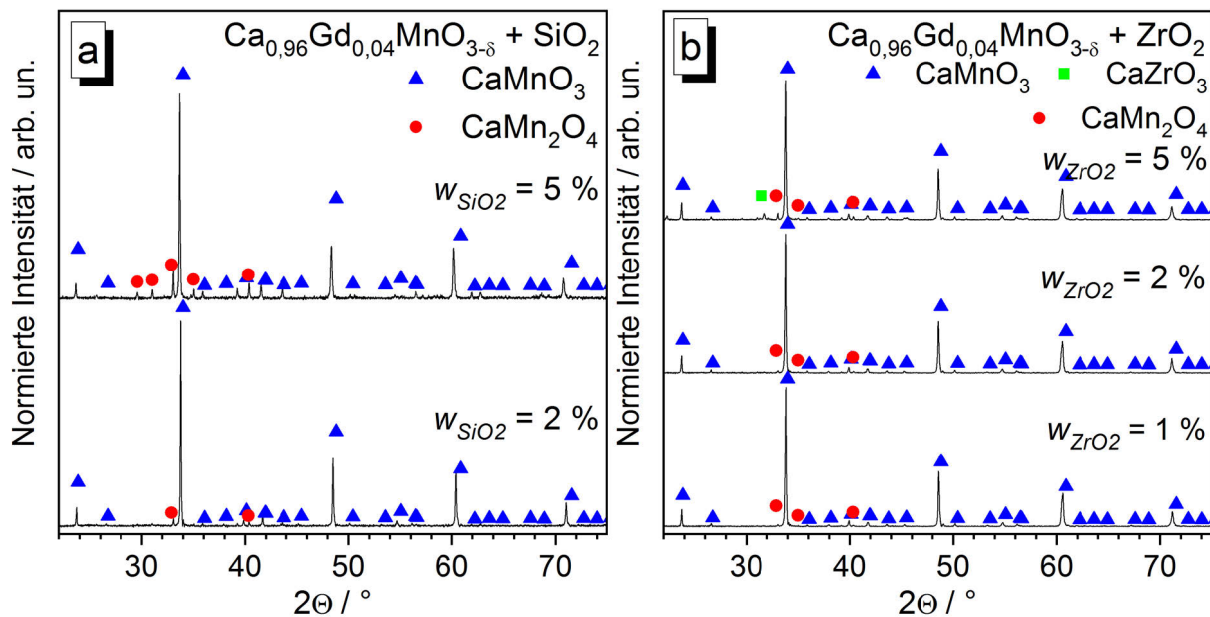 a
Ca0,96Gd0,04MnO3-δ + SiO2
CaMnO3
CaMn2O4
wSiO2 = 5 %
wSiO2 = 2 %
Normierte Intensität / arb. un.
30 40 50 60 70
2Θ / °
b
Ca0,96Gd0,04MnO3-δ + ZrO2
CaMnO3 CaZrO3
CaMn2O4
wZrO2 = 5 %
wZrO2 = 2 %
wZrO2 = 1 %
Normierte Intensität / arb. un.
30 40 50 60 70
2Θ / °